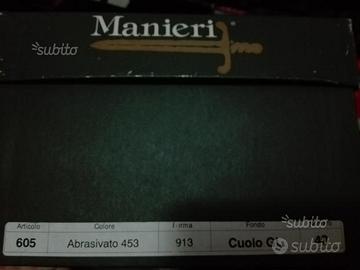 Manieri
subito
subito
Articolo Colore Forma Fondo
605 Abrasivato 453 913 Cuoio
subito